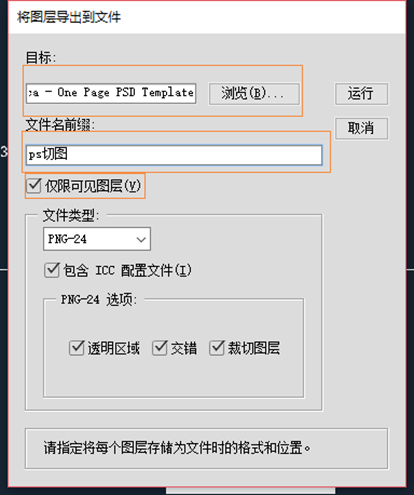 将图层导出到文件
目标:
a - One Page PSD Template
浏览(B)...
运行
文件名前缀:
取消
3
ps切图
仅限可见图层(V)
文件类型:
PNG-24
包含 ICC 配置文件(I)
PNG-24 选项:
透明区域 交错 裁切图层
请指定将每个图层存储为文件时的格式和位置。